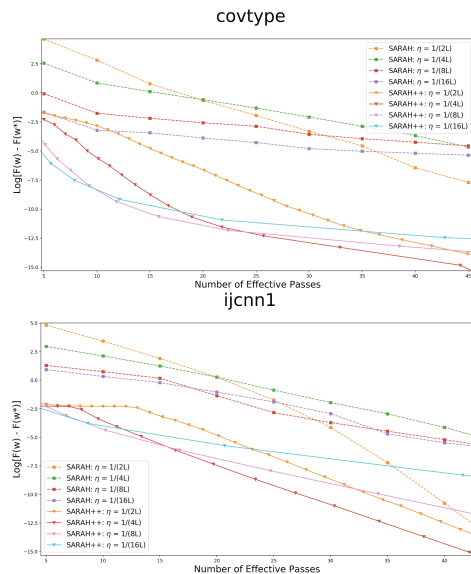 covtype
Log[F(w) - F(w*)]
2.5
0.0
-2.5
-5.0
-7.5
-10.0
-12.5
-15.0
SARAH: η = 1/(2L)
SARAH: η = 1/(4L)
SARAH: η = 1/(8L)
SARAH: η = 1/(16L)
SARAH++: η = 1/(2L)
SARAH++: η = 1/(4L)
SARAH++: η = 1/(8L)
SARAH++: η = 1/(16L)
5 10 15 20 25 30 35 40 45
Number of Effective Passes
ijcnn1
Log[F(w) - F(w*)]
5.0
2.5
0.0
-2.5
-5.0
-7.5
-10.0
-12.5
-15.0
SARAH: η = 1/(2L)
SARAH: η = 1/(4L)
SARAH: η = 1/(8L)
SARAH: η = 1/(16L)
SARAH++: η = 1/(2L)
SARAH++: η = 1/(4L)
SARAH++: η = 1/(8L)
SARAH++: η = 1/(16L)
5 10 15 20 25 30 35 40
Number of Effective Passes